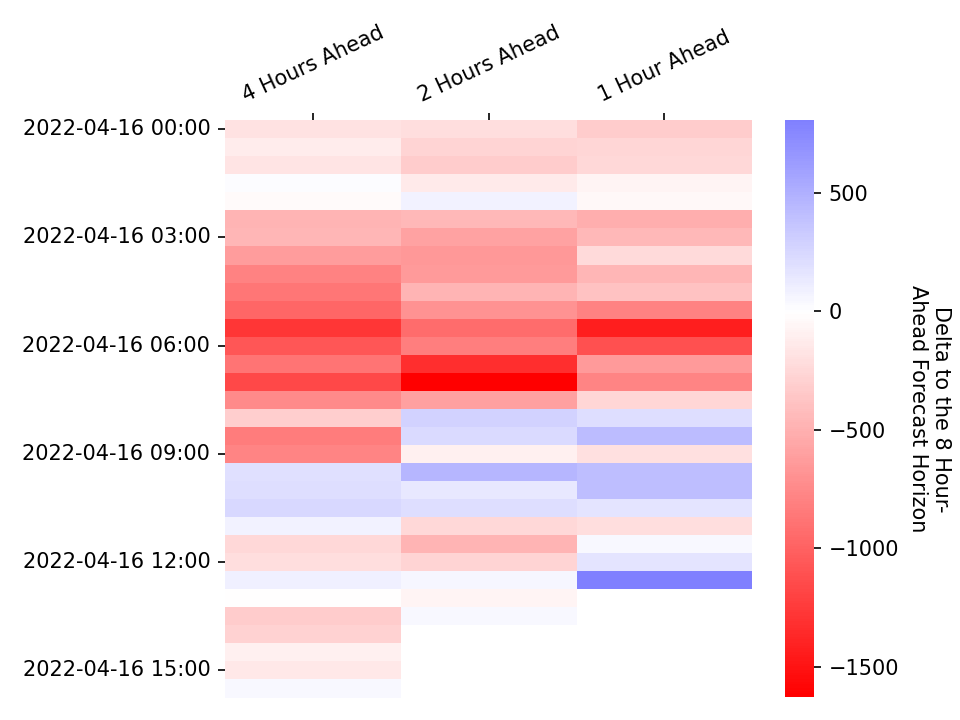 4 Hours Ahead
2 Hours Ahead
1 Hour Ahead
2022-04-16 00:00
2022-04-16 03:00
2022-04-16 06:00
2022-04-16 09:00
2022-04-16 12:00
2022-04-16 15:00
500
0
−500
−1000
−1500
Delta to the 8 Hour-
Ahead Forecast Horizon